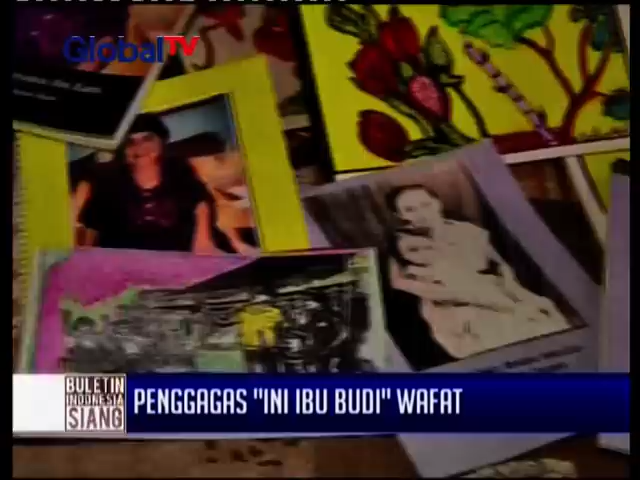 GlobalTV
BULETIN
INDONESIA
SIANG
PENGGAGAS "INI IBU BUDI" WAFAT